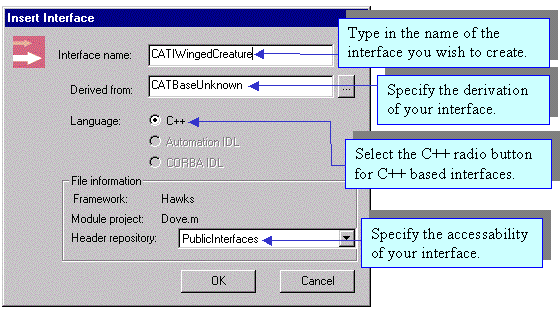 Insert Interface
Interface name: CATIWingedCreature
Type in the name of the
interface you wish to create.
Derived from: CATBaseUnknown ...
Specify the derivation
of your interface.
Language: C++
Automation IDL
CORBA IDL
Select the C++ radio button
for C++ based interfaces.
File information
Framework: Hawks
Module project: Dove.m
Header repository: PublicInterfaces
Specify the accessability
of your interface.
OK Cancel